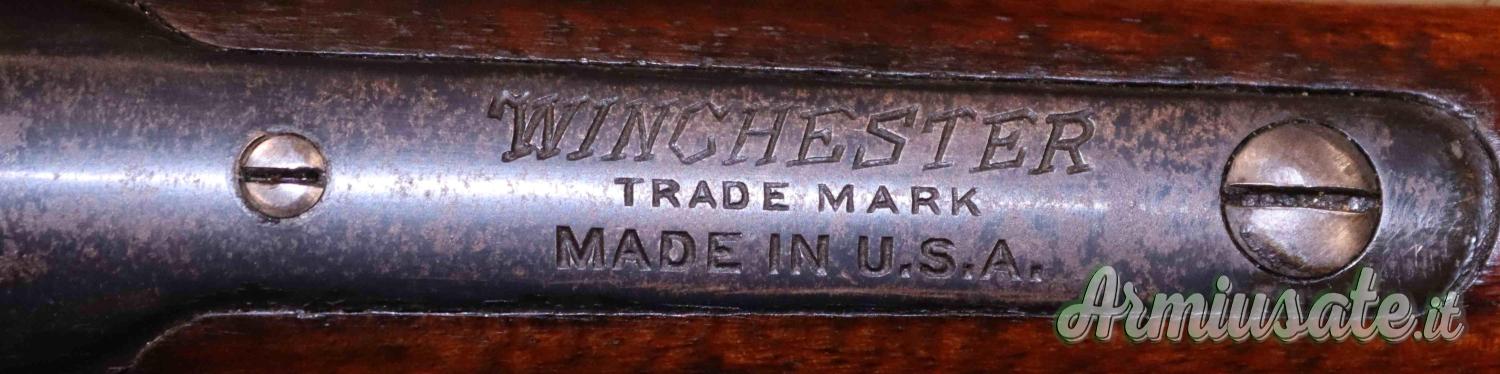 WINCHESTER
TRADE MARK
MADE IN U.S.A.
Armiusate.it